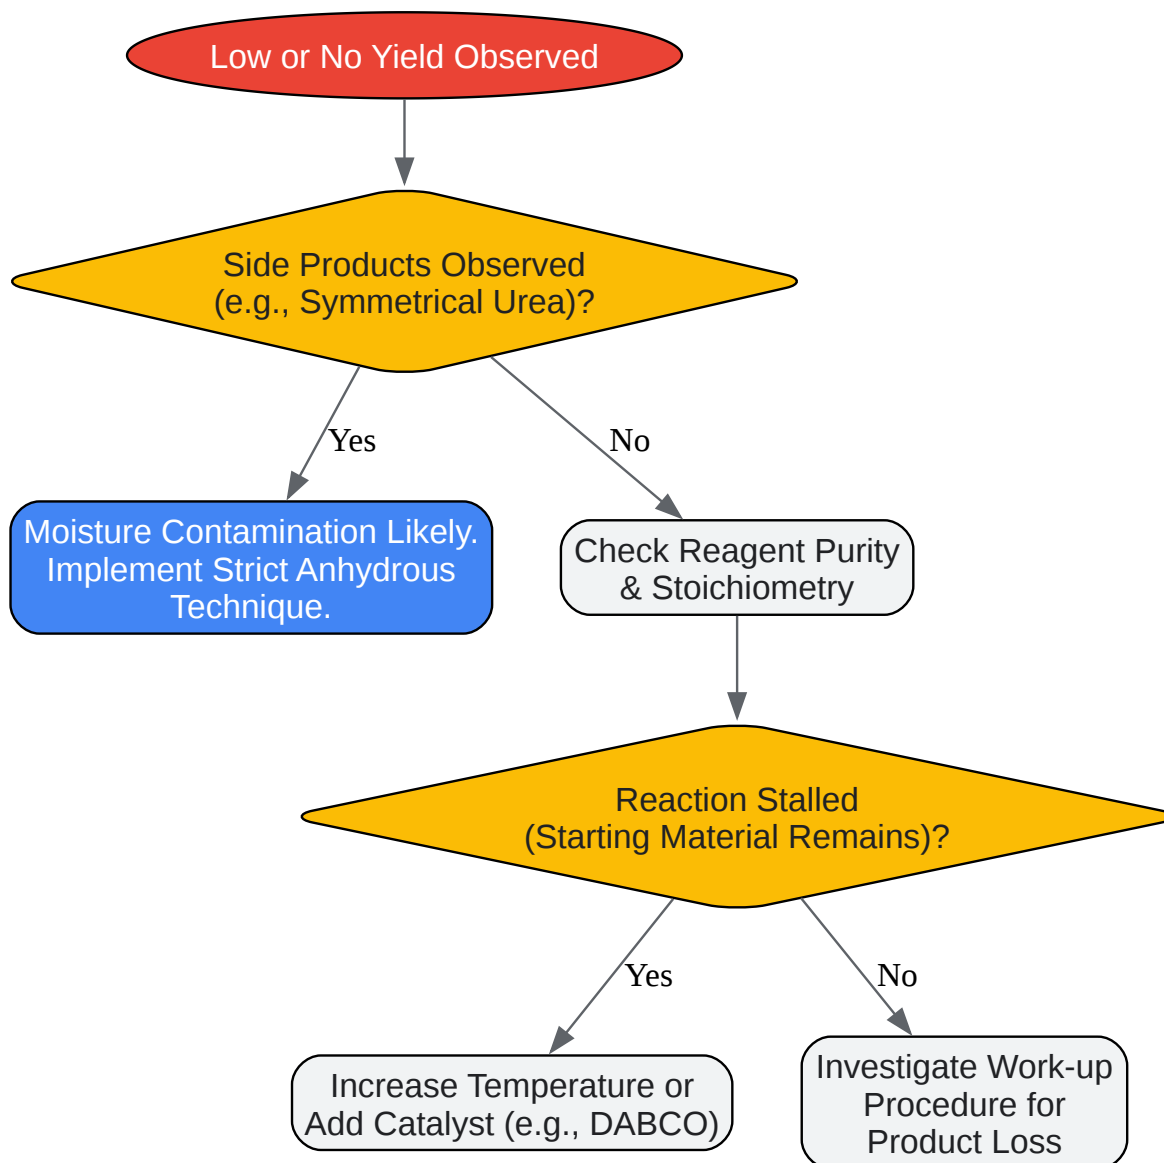 Low or No Yield Observed
Side Products Observed
(e.g., Symmetrical Urea)?
Yes
No
Moisture Contamination Likely.
Implement Strict Anhydrous
Technique.
Check Reagent Purity
& Stoichiometry
Reaction Stalled
(Starting Material Remains)?
Yes
No
Increase Temperature or
Add Catalyst (e.g., DABCO)
Investigate Work-up
Procedure for
Product Loss